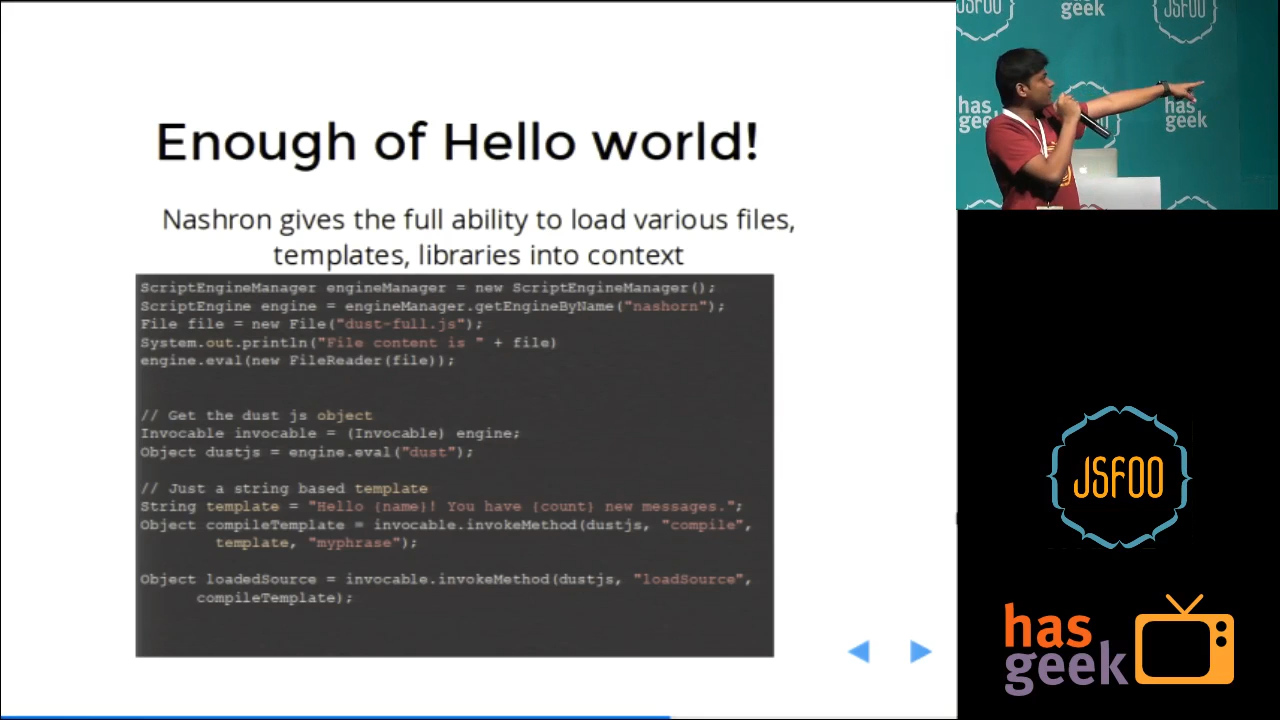 Enough of Hello world!
Nashron gives the full ability to load various files,
templates, libraries into context
ScriptEngineManager engineManager = new ScriptEngineManager();
ScriptEngine engine = engineManager.getEngineByName("nashorn");
File file = new File("dust-full.js");
System.out.println("File content is " + file)
engine.eval(new FileReader(file));
// Get the dust js object
Invocable invocable = (Invocable) engine;
Object dustjs = engine.eval("dust");
// Just a string based template
String template = "Hello {name}! You have {count} new messages.";
Object compileTemplate = invocable.invokeMethod(dustjs, "compile",
template, "myphrase");
Object loadedSource = invocable.invokeMethod(dustjs, "loadSource",
compileTemplate);
JSFOO
geek
JSFOO
has
geek
has
geek
JSFOO
has
geek